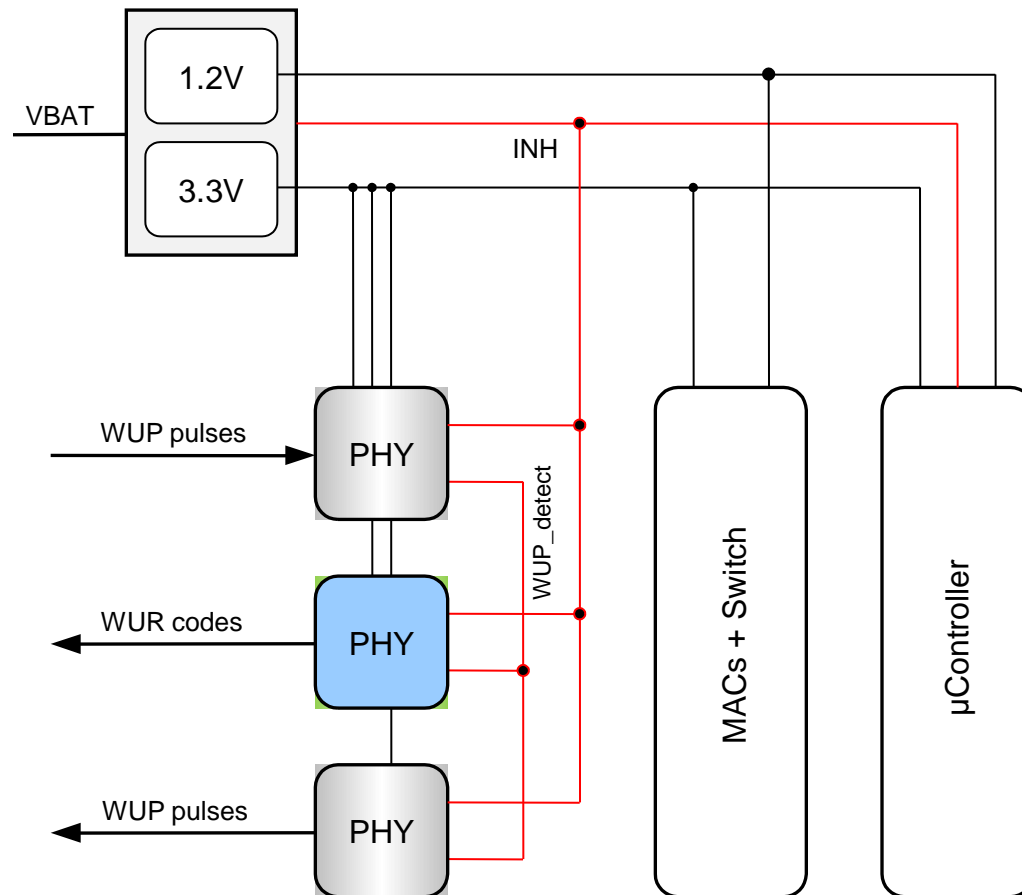 1.2V
VBAT
INH
3.3V
WUP pulses
PHY
WUP_detect
WUR codes
PHY
MACs + Switch
µController
WUP pulses
PHY